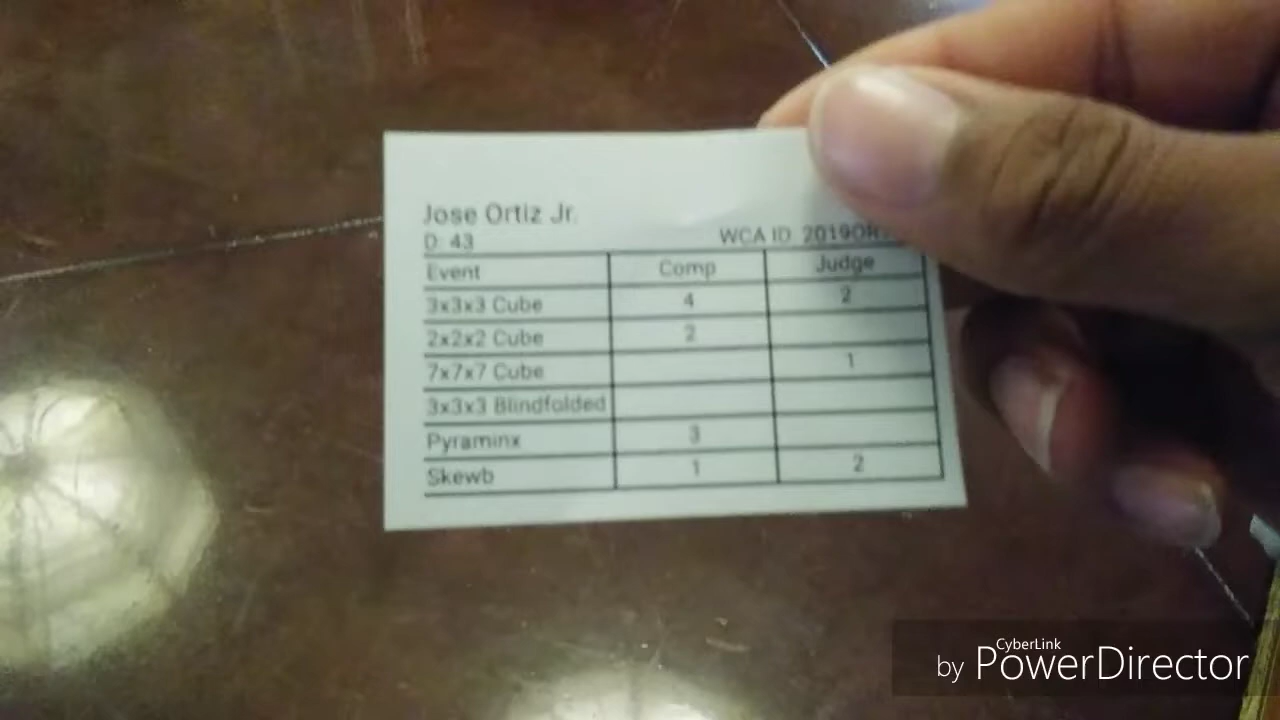 Jose Ortiz Jr.
D: 43
WCA ID
Event Comp Judge
3x3x3 Cube 4 2
2x2x2 Cube 2
7x7x7 Cube 1
3x3x3 Blindfolded
Pyraminx 3
Skewb 1 2
CyberLink
by PowerDirector